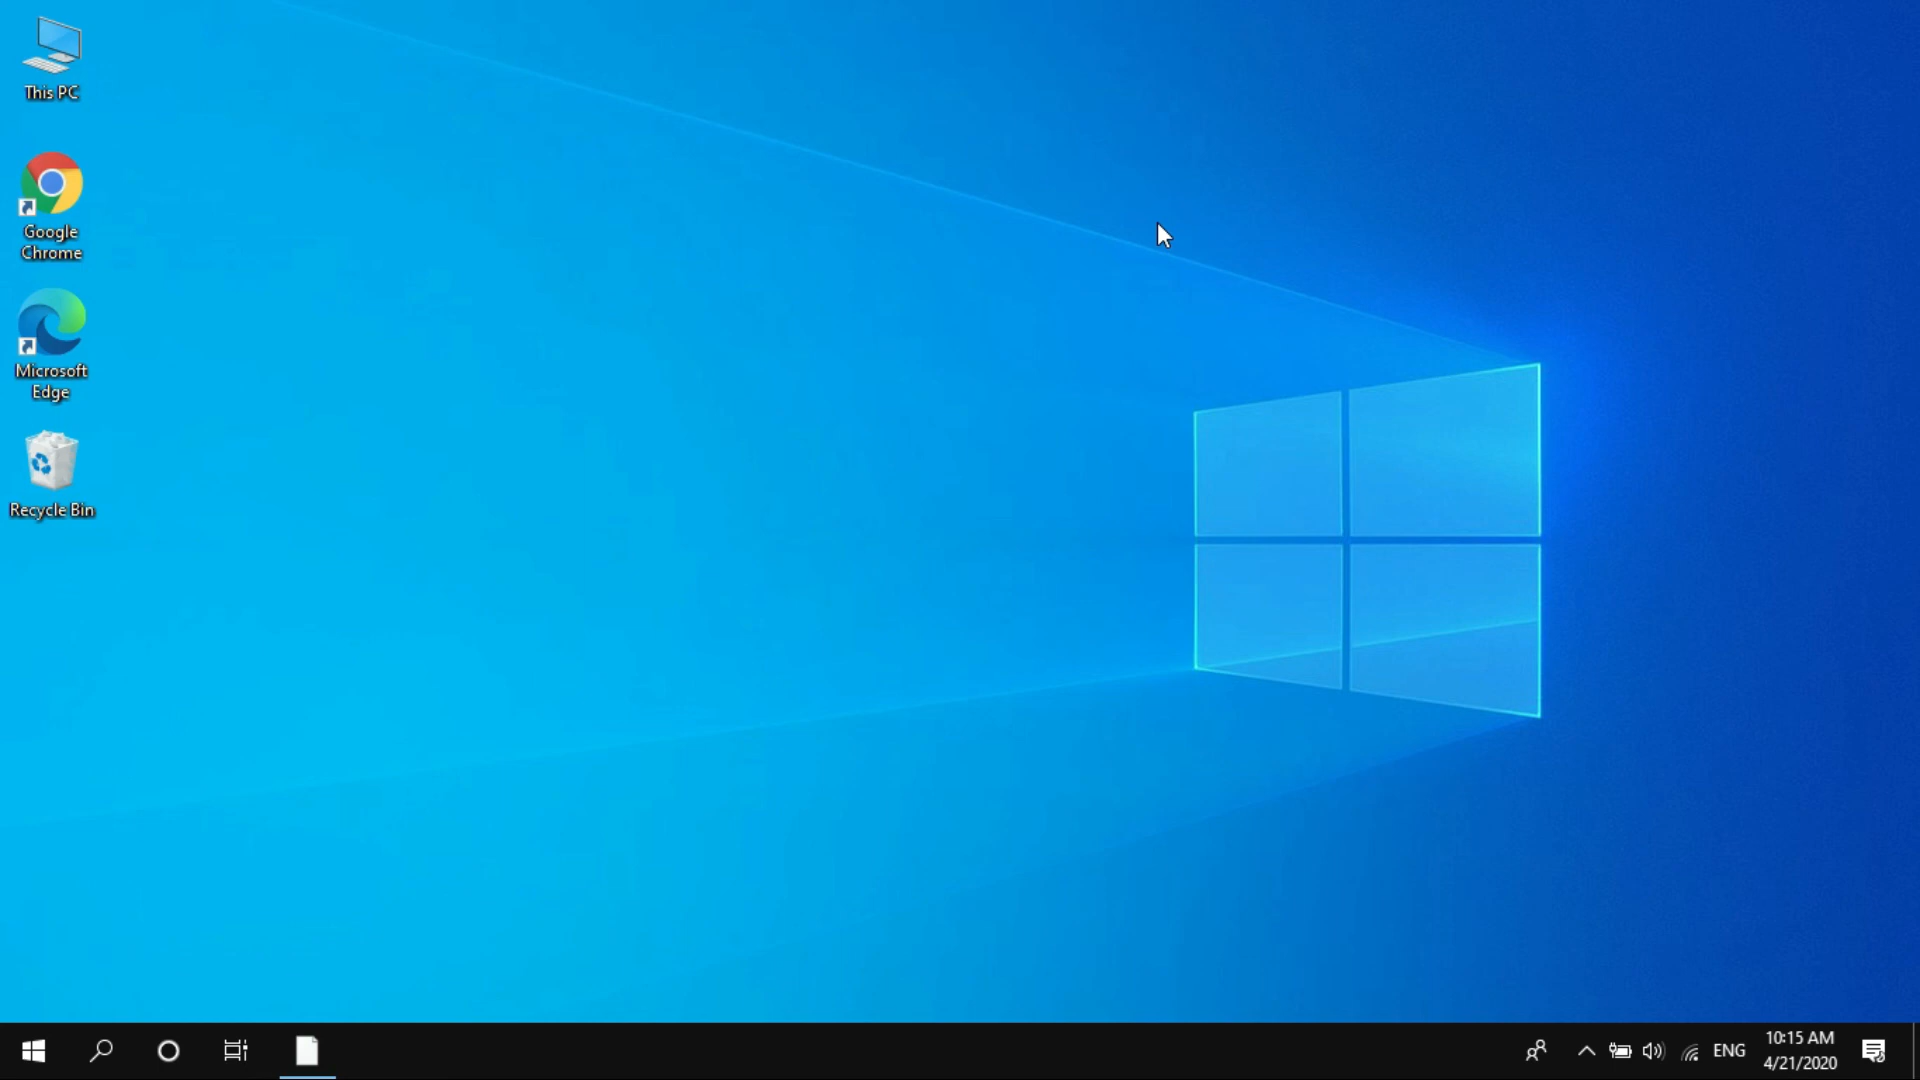 This PC
Google
Chrome
Microsoft
Edge
Recycle Bin
ENG
10:15 AM
4/21/2020